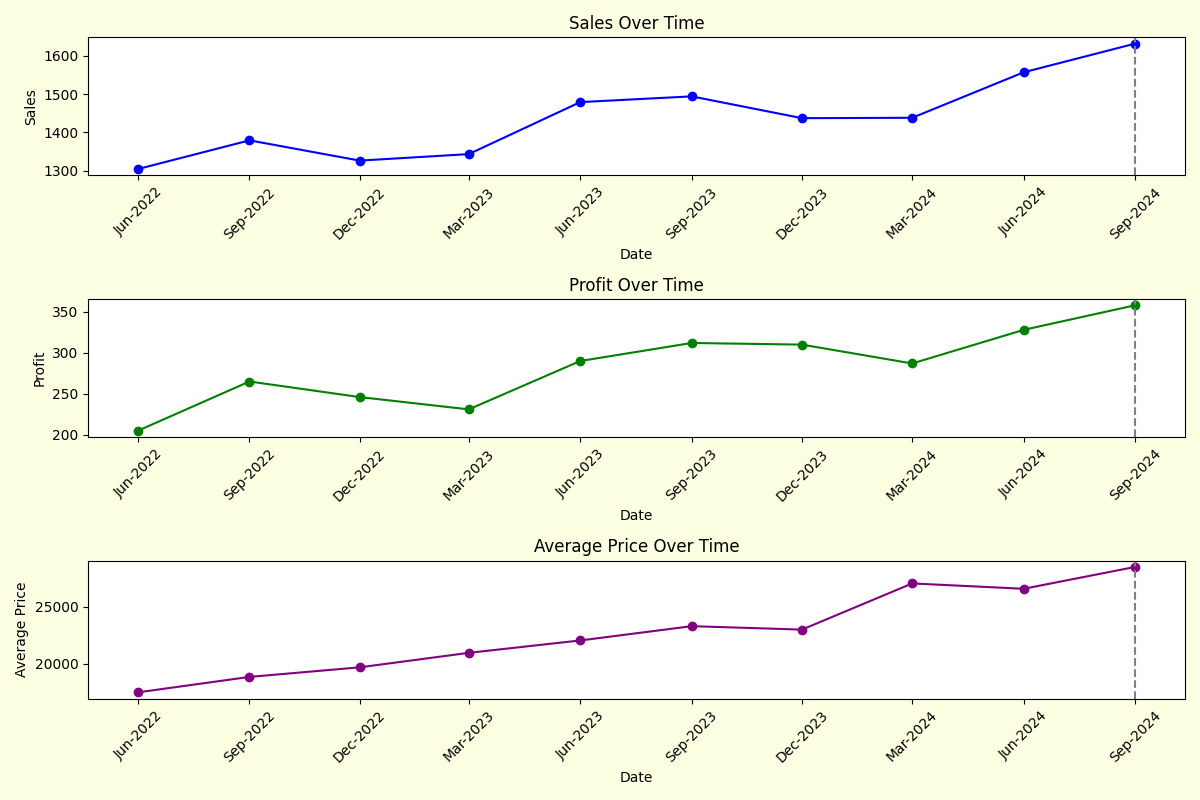 Sales Over Time
Sales
1600
1500
1400
1300
Jun-2022 Sep-2022 Dec-2022 Mar-2023 Jun-2023 Sep-2023 Dec-2023 Mar-2024 Jun-2024 Sep-2024
Date
Profit Over Time
Profit
350
300
250
200
Jun-2022 Sep-2022 Dec-2022 Mar-2023 Jun-2023 Sep-2023 Dec-2023 Mar-2024 Jun-2024 Sep-2024
Date
Average Price Over Time
Average Price
25000
20000
Jun-2022 Sep-2022 Dec-2022 Mar-2023 Jun-2023 Sep-2023 Dec-2023 Mar-2024 Jun-2024 Sep-2024
Date